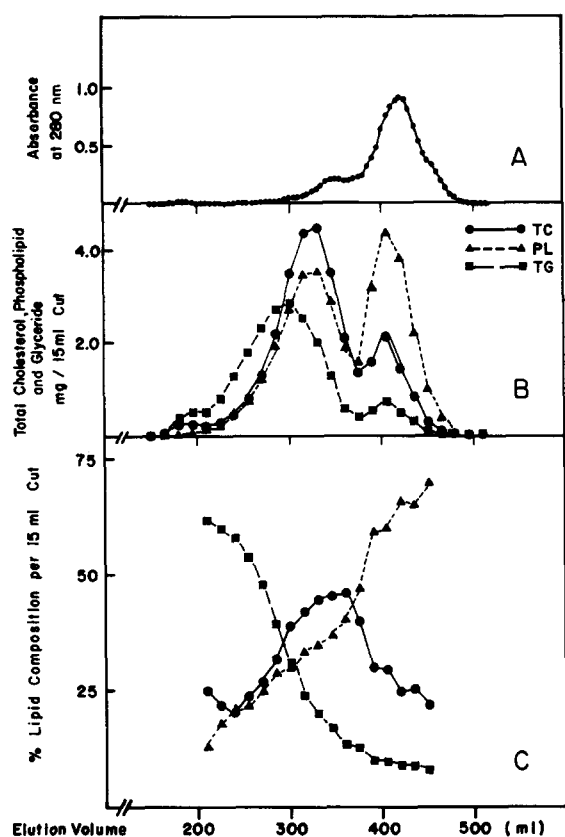 Absorbance
at 280 nm
1.0
0.5
A
Total Cholesterol, Phospholipid
and Glyceride
mg / 15 ml Cut
4.0
2.0
TC
PL
TG
B
% Lipid Composition per 15 ml Cut
75
50
25
C
Elution Volume 200 300 400 500 (ml)